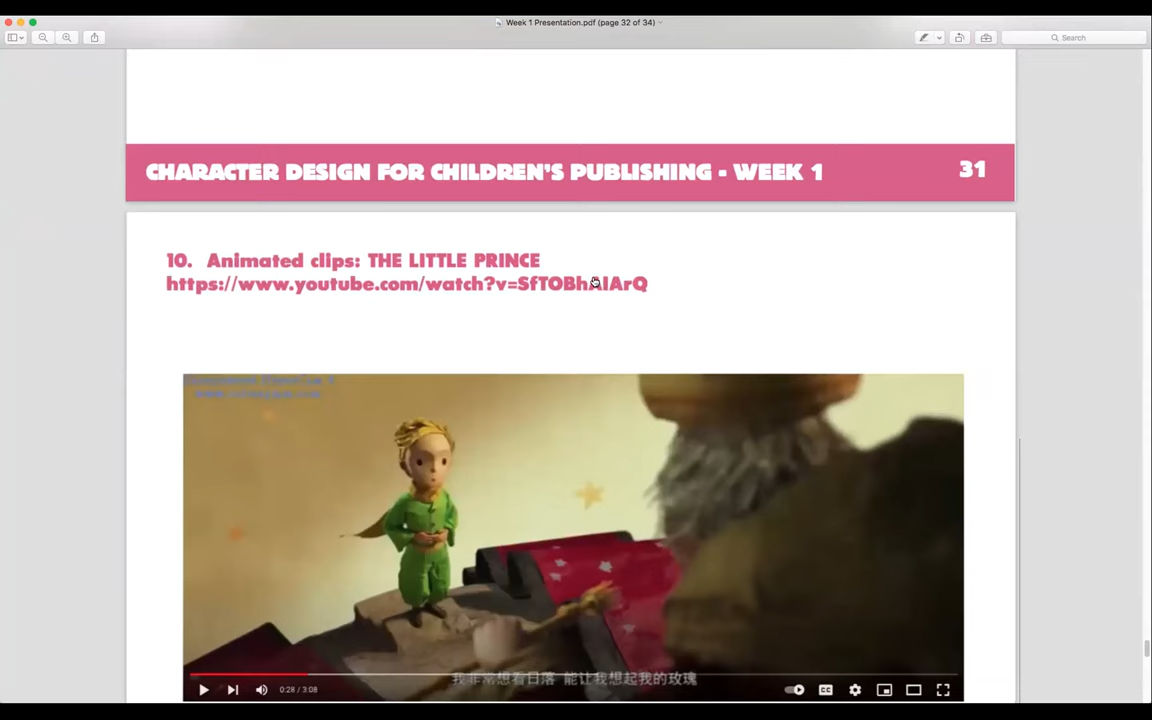 Week 1 Presentation.pdf (page 32 of 34)
Search
CHARACTER DESIGN FOR CHILDREN'S PUBLISHING - WEEK 1
31
10. Animated clips: THE LITTLE PRINCE
https://www.youtube.com/watch?v=SfTOBhAIArQ
我非常想看日落 能让我想起我的玫瑰
0:28 / 3:08
CC